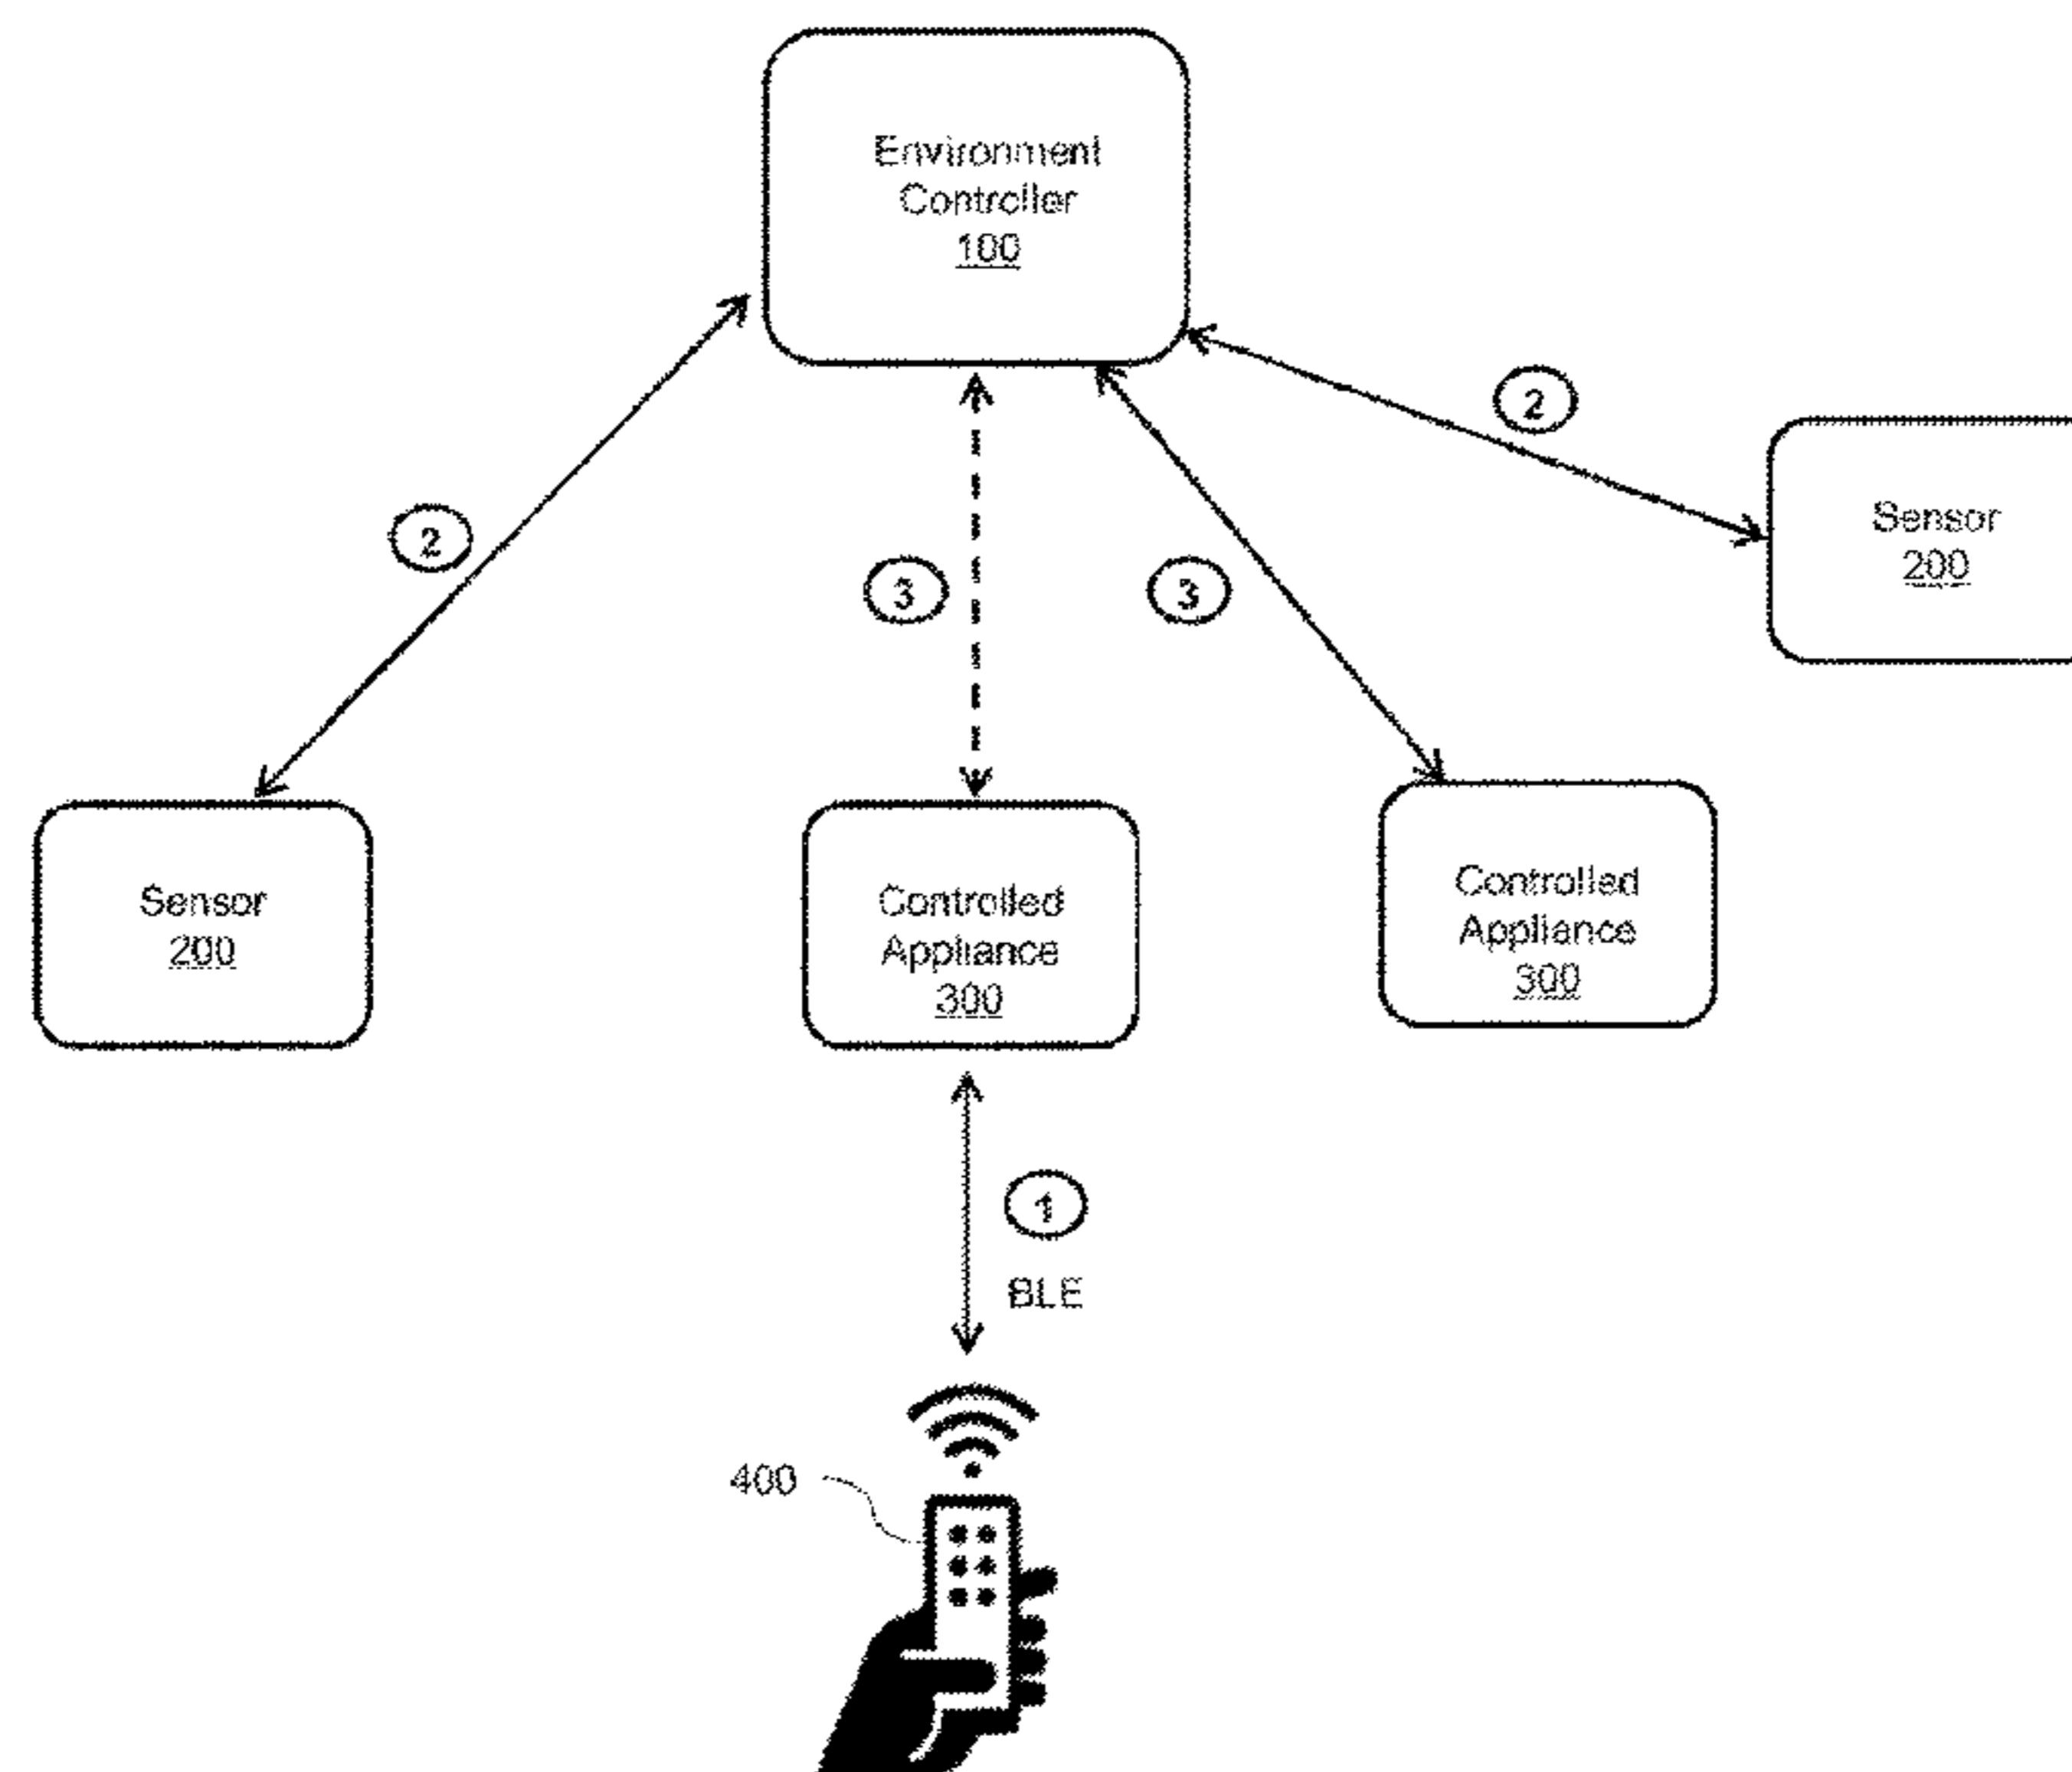 Environment
Controller
100
2
Sensor
200
2
3
3
Sensor
200
Controlled
Appliance
300
Controlled
Appliance
300
1
BLE
400